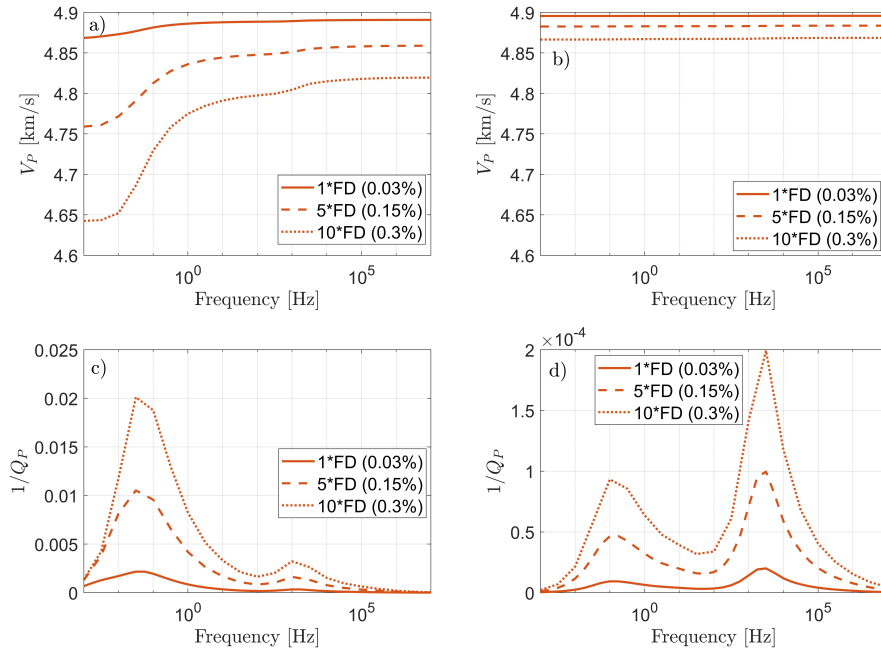 a)
4.9
4.85
4.8
4.75
4.7
4.65
4.6
V_P [km/s]
1*FD (0.03%)
5*FD (0.15%)
10*FD (0.3%)
10^0
10^5
Frequency [Hz]
b)
4.9
4.85
4.8
4.75
4.7
4.65
4.6
V_P [km/s]
1*FD (0.03%)
5*FD (0.15%)
10*FD (0.3%)
10^0
10^5
Frequency [Hz]
c)
0.025
0.02
0.015
0.01
0.005
0
1/Q_P
1*FD (0.03%)
5*FD (0.15%)
10*FD (0.3%)
10^0
10^5
Frequency [Hz]
×10^-4
d)
2
1.5
1
0.5
0
1/Q_P
1*FD (0.03%)
5*FD (0.15%)
10*FD (0.3%)
10^0
10^5
Frequency [Hz]